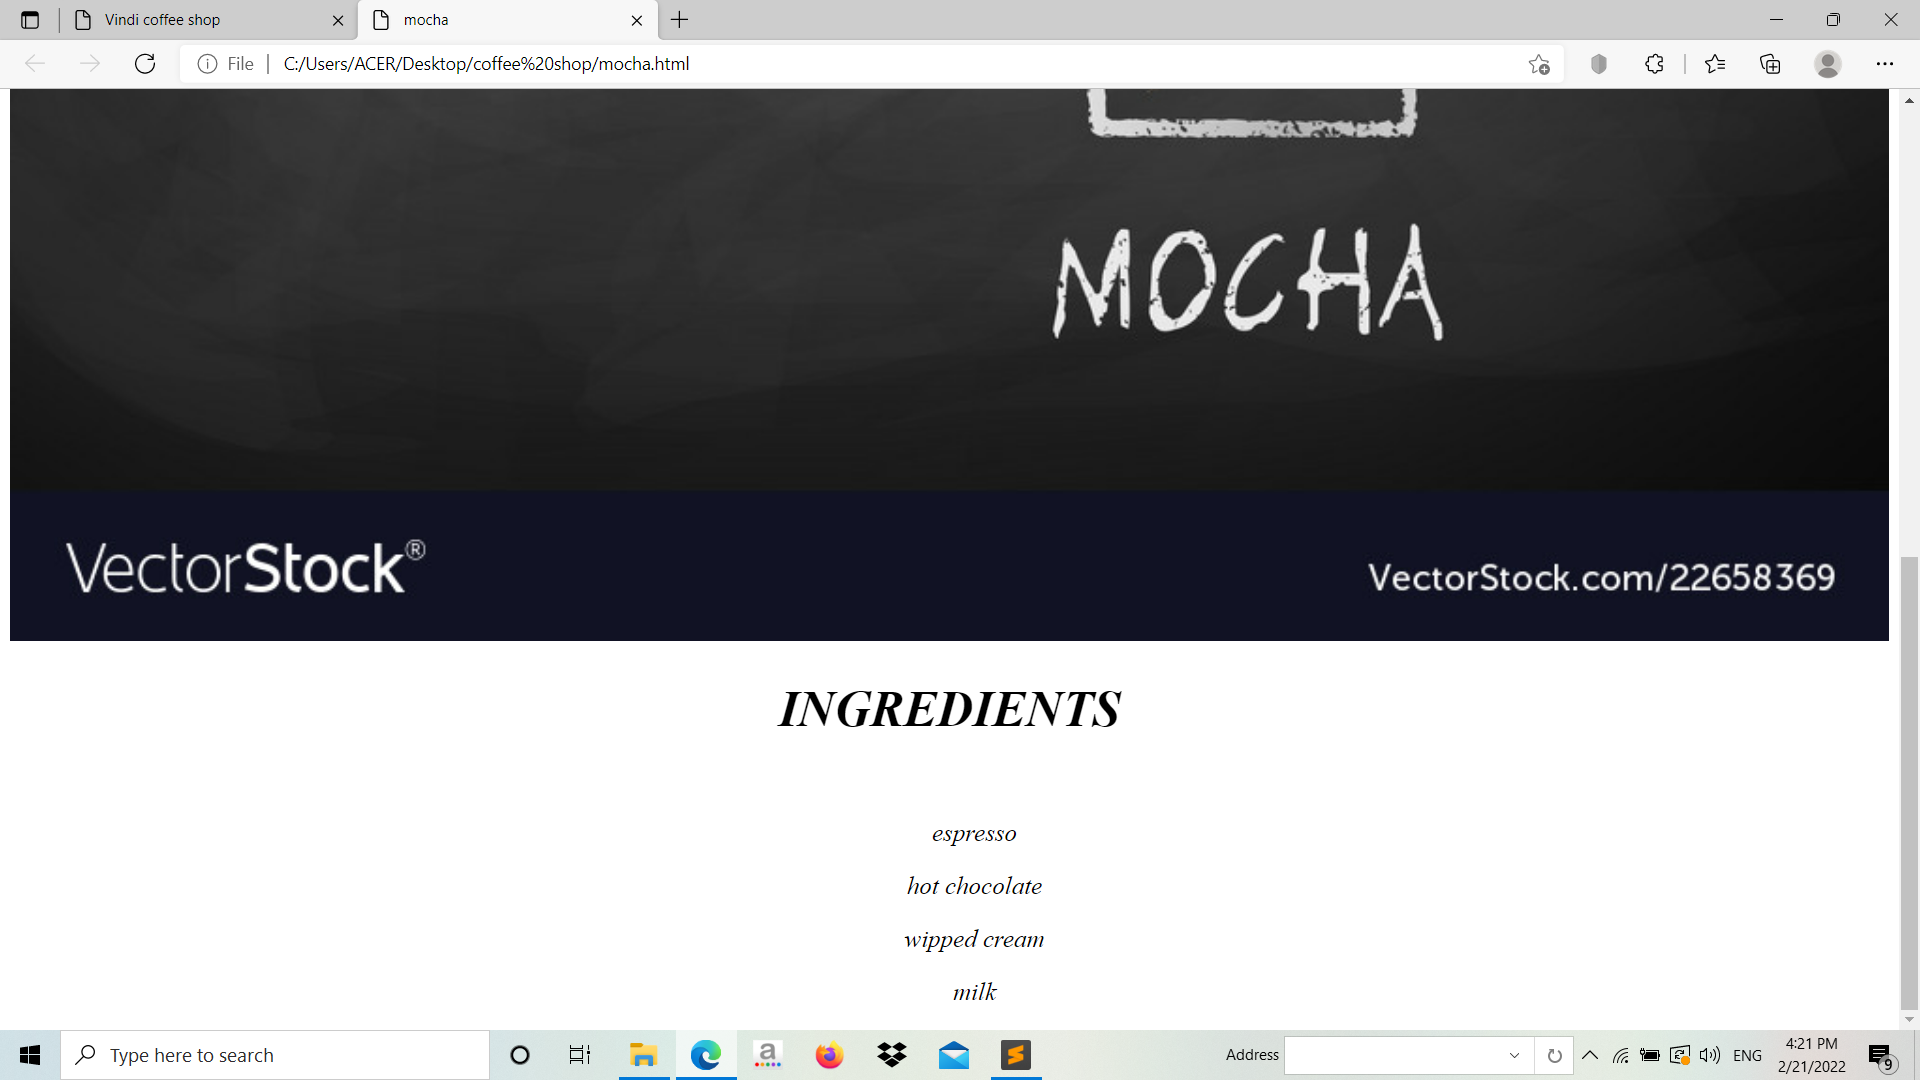 Vindi coffee shop
mocha
File
C:/Users/ACER/Desktop/coffee%20shop/mocha.html
MOCHA
VectorStock®
VectorStock.com/22658369
INGREDIENTS
espresso
hot chocolate
wipped cream
milk
Type here to search
a
Address
ENG
4:21 PM
2/21/2022
9